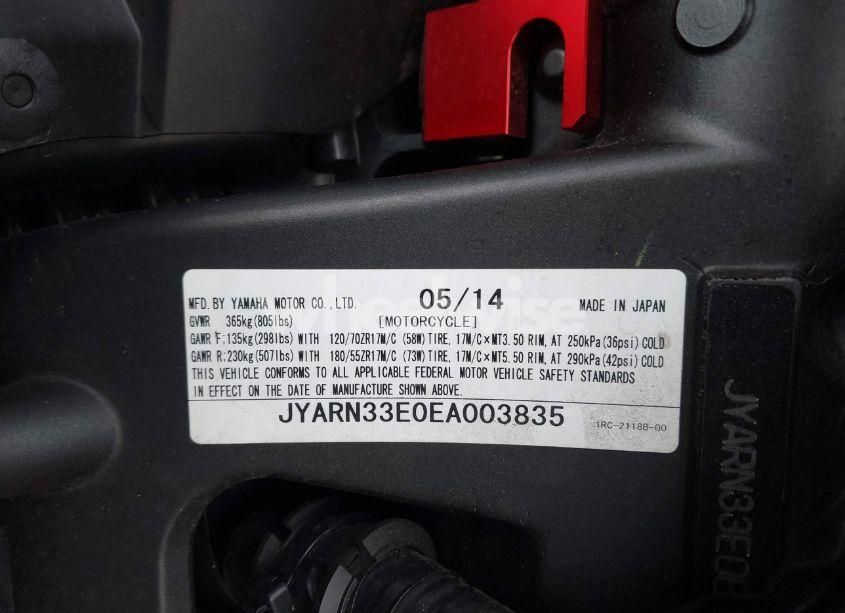 MFD. BY YAMAHA MOTOR CO., LTD. 05/14 MADE IN JAPAN
GVWR 365kg(805lbs) [MOTORCYCLE]
GAWR F:135kg(298lbs) WITH 120/70ZR17M/C (58W) TIRE, 17M/C×MT3.50 RIM, AT 250kPa(36psi) COLD
GAWR R:230kg(507lbs) WITH 180/55ZR17M/C (73W) TIRE, 17M/C×MT5.50 RIM, AT 290kPa(42psi) COLD
THIS VEHICLE CONFORMS TO ALL APPLICABLE FEDERAL MOTOR VEHICLE SAFETY STANDARDS
IN EFFECT ON THE DATE OF MANUFACTURE SHOWN ABOVE.
JYARN33E0EA003835 1RC-2118B-00
JYARN33E0E